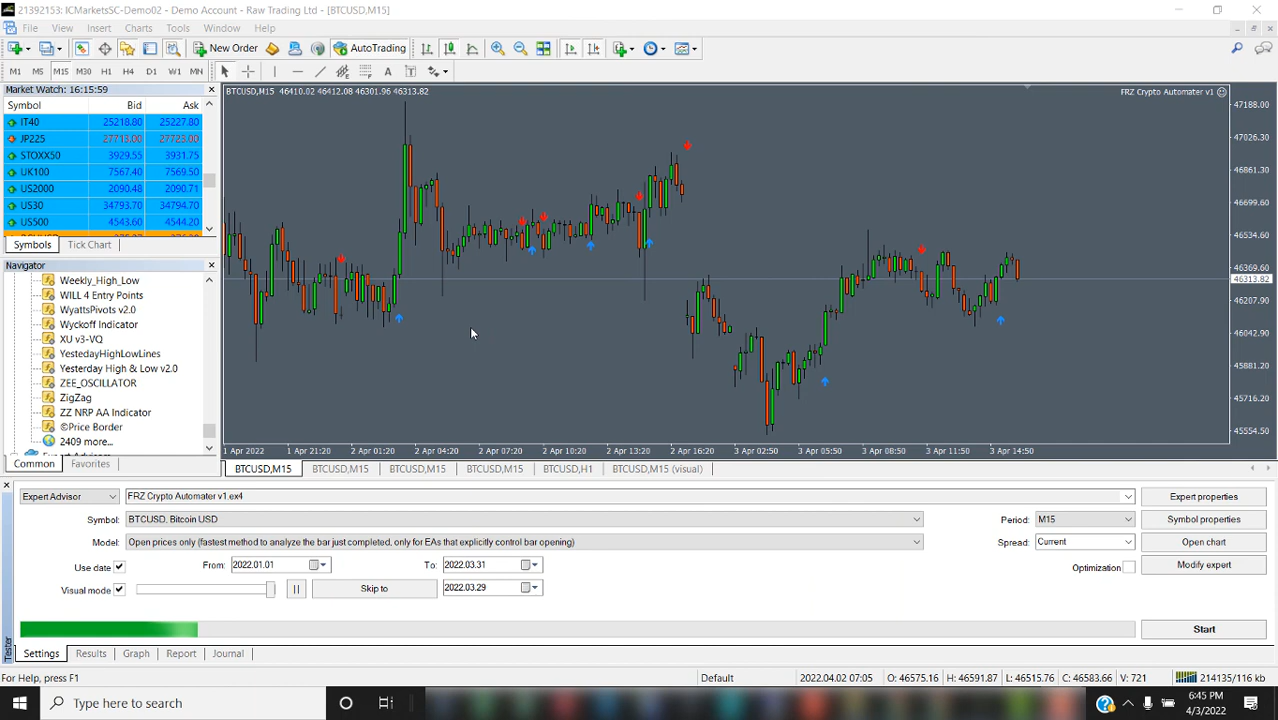 21392153: ICMarketsSC-Demo02 - Demo Account - Raw Trading Ltd - [BTCUSD,M15]
File View Insert Charts Tools Window Help
New Order AutoTrading
M1 M5 M15 M30 H1 H4 D1 W1 MN A T
Market Watch: 16:15:59
Symbol Bid Ask
IT40 25218.80 25227.80
JP225 27713.00 27723.00
STOXX50 3929.55 3931.75
UK100 7567.40 7569.50
US2000 2090.48 2090.71
US30 34793.70 34794.70
US500 4543.60 4544.20
Symbols Tick Chart
Navigator
Weekly_High_Low
WILL 4 Entry Points
WyattsPivots v2.0
Wyckoff Indicator
XU v3-VQ
YestedayHighLowLines
Yesterday High & Low v2.0
ZEE_OSCILLATOR
ZigZag
ZZ NRP AA Indicator
©Price Border
2409 more...
Common Favorites
BTCUSD,M15 46410.02 46412.08 46301.96 46313.82
FRZ Crypto Automater v1
47188.00
47026.30
46861.30
46699.60
46534.60
46369.60
46313.82
46207.90
46042.90
45881.20
45716.20
45554.50
1 Apr 2022 1 Apr 21:20 2 Apr 04:20 2 Apr 07:20 2 Apr 10:20 2 Apr 13:20 2 Apr 16:20 3 Apr 02:50 3 Apr 05:50 3 Apr 08:50 3 Apr 11:50 3 Apr 14:50
BTCUSD,M15 BTCUSD,M15 BTCUSD,M15 BTCUSD,M15 BTCUSD,H1 BTCUSD,M15 (visual)
Expert Advisor FRZ Crypto Automater v1.ex4 Expert properties
Symbol: BTCUSD, Bitcoin USD Period: M15 Symbol properties
Model: Open prices only (fastest method to analyze the bar just completed, only for EAs that explicitly control bar opening) Spread: Current Open chart
Use date From: 2022.01.01 To: 2022.03.31 Optimization Modify expert
Visual mode Skip to 2022.03.29
Start
Tester
Settings Results Graph Report Journal
For Help, press F1 Default 2022.04.02 07:05 O: 46575.16 H: 46591.87 L: 46515.76 C: 46583.66 V: 721 214135/116 kb
Type here to search
6:45 PM
4/3/2022